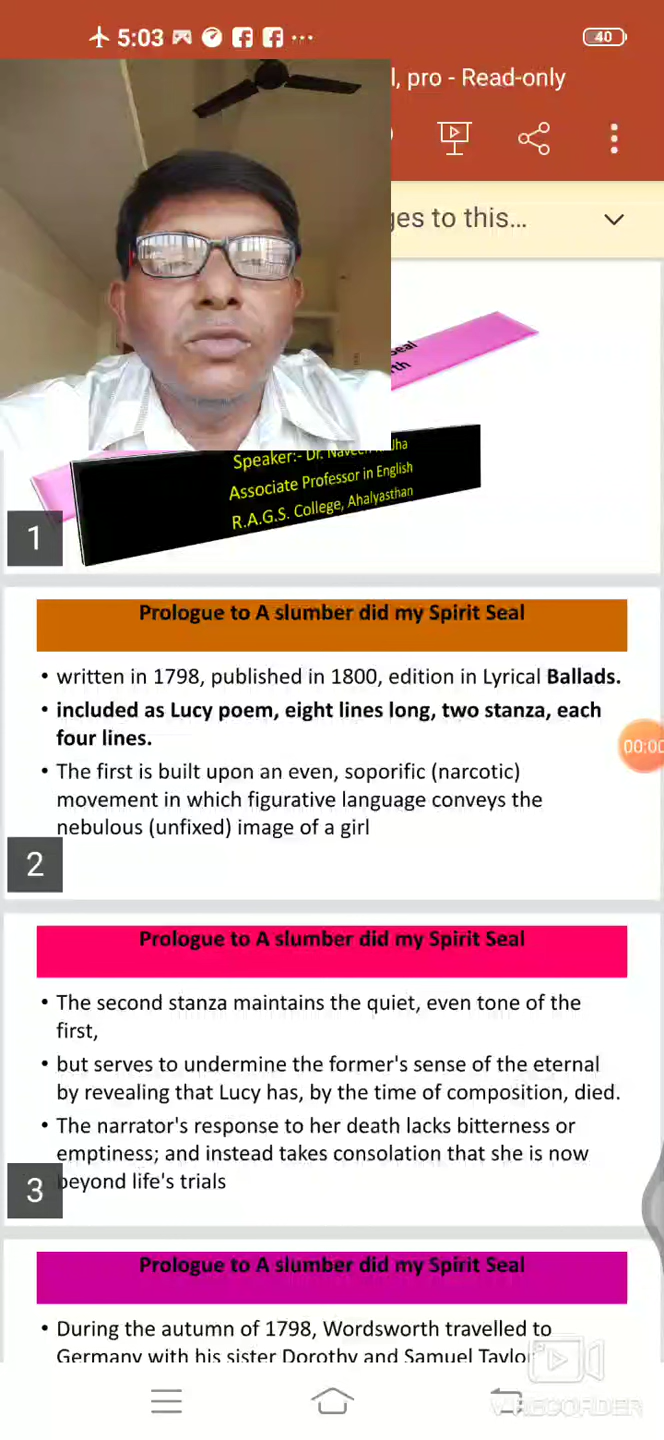 5:03
40
l, pro - Read-only
ges to this...
Seal
th
Speaker:- Dr. Jha
Associate Professor in English
R.A.G.S. College, Ahalyasthan
1
Prologue to A slumber did my Spirit Seal
• written in 1798, published in 1800, edition in Lyrical Ballads.
• included as Lucy poem, eight lines long, two stanza, each
four lines.
• The first is built upon an even, soporific (narcotic)
movement in which figurative language conveys the
nebulous (unfixed) image of a girl
00:00
2
Prologue to A slumber did my Spirit Seal
• The second stanza maintains the quiet, even tone of the
first,
• but serves to undermine the former's sense of the eternal
by revealing that Lucy has, by the time of composition, died.
• The narrator's response to her death lacks bitterness or
emptiness; and instead takes consolation that she is now
beyond life's trials
3
Prologue to A slumber did my Spirit Seal
• During the autumn of 1798, Wordsworth travelled to
Germany with his sister Dorothy and Samuel Taylor
V RECORDER